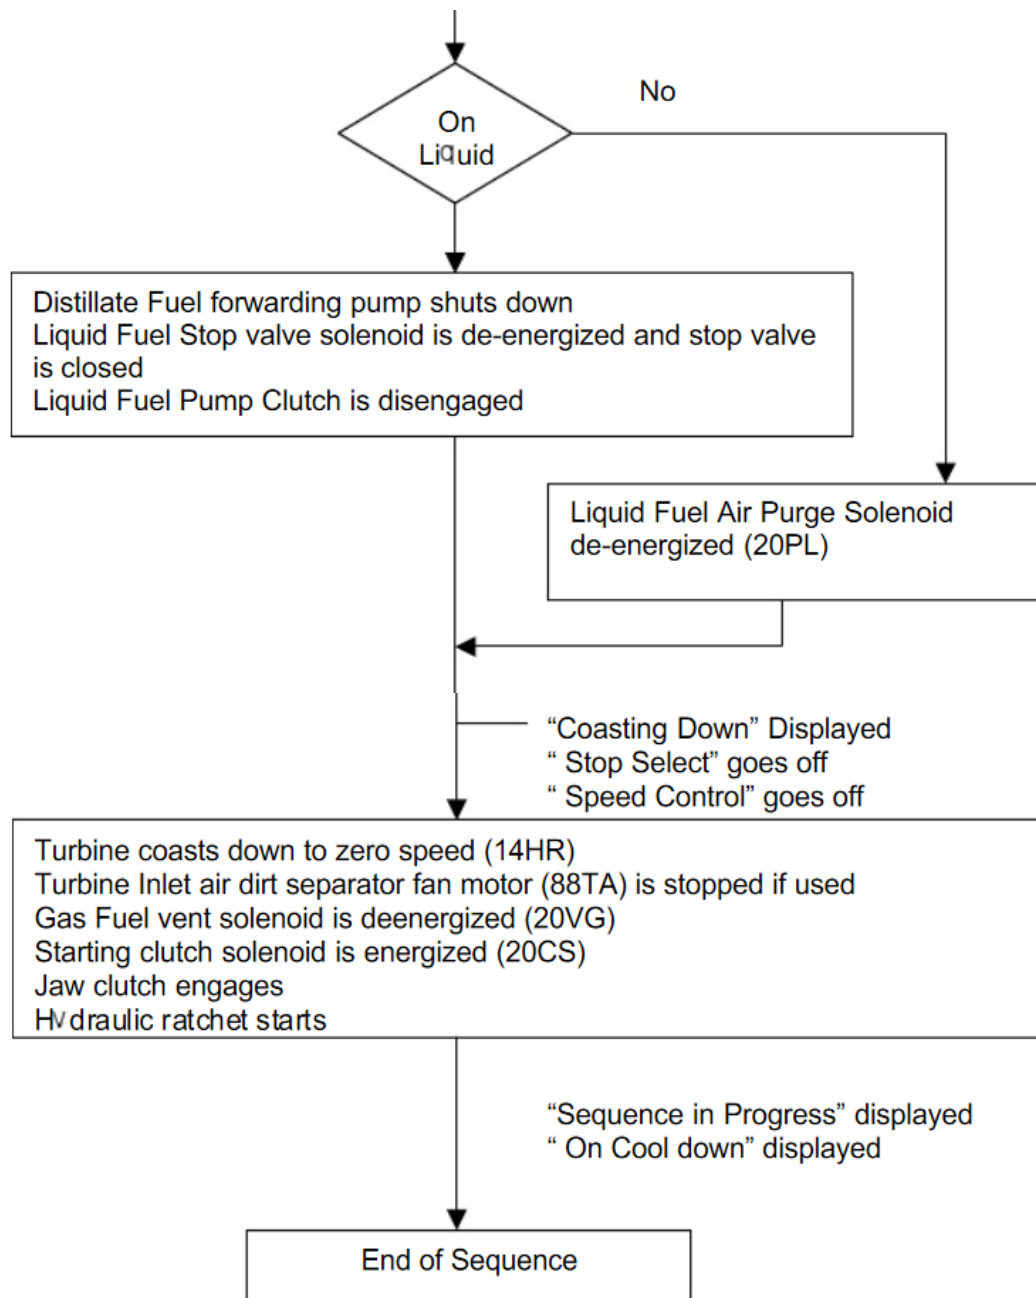 No
On
Liquid
Distillate Fuel forwarding pump shuts down
Liquid Fuel Stop valve solenoid is de-energized and stop valve
is closed
Liquid Fuel Pump Clutch is disengaged
Liquid Fuel Air Purge Solenoid
de-energized (20PL)
“Coasting Down” Displayed
“ Stop Select” goes off
“ Speed Control” goes off
Turbine coasts down to zero speed (14HR)
Turbine Inlet air dirt separator fan motor (88TA) is stopped if used
Gas Fuel vent solenoid is deenergized (20VG)
Starting clutch solenoid is energized (20CS)
Jaw clutch engages
Hydraulic ratchet starts
“Sequence in Progress” displayed
“ On Cool down” displayed
End of Sequence